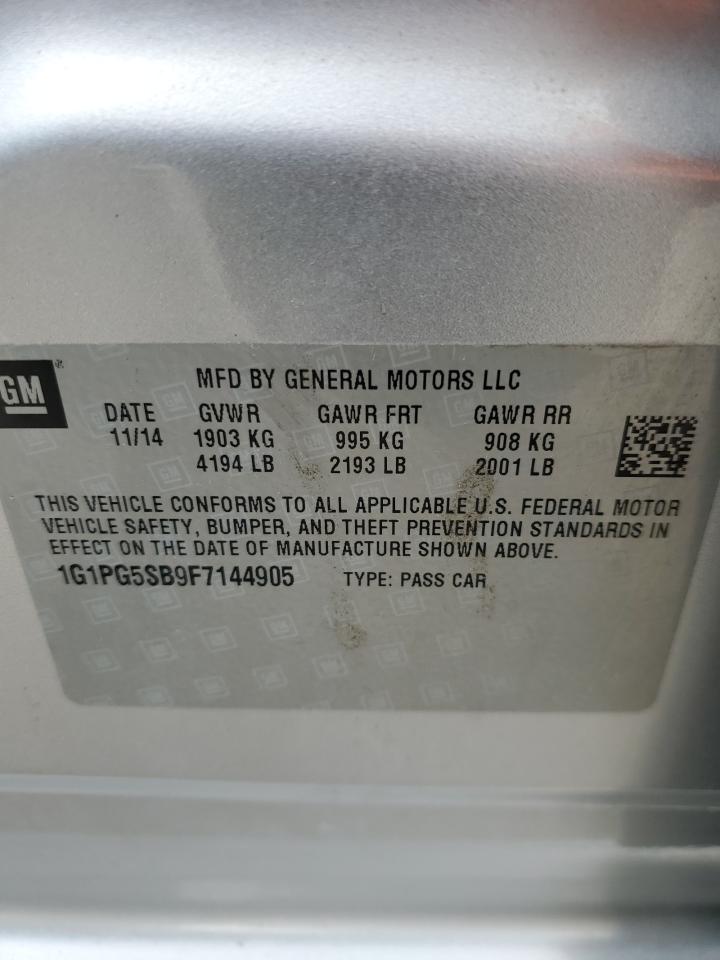 GM
MFD BY GENERAL MOTORS LLC
DATE GVWR GAWR FRT GAWR RR
11/14 1903 KG 995 KG 908 KG
4194 LB 2193 LB 2001 LB
THIS VEHICLE CONFORMS TO ALL APPLICABLE U.S. FEDERAL MOTOR
VEHICLE SAFETY, BUMPER, AND THEFT PREVENTION STANDARDS IN
EFFECT ON THE DATE OF MANUFACTURE SHOWN ABOVE.
1G1PG5SB9F7144905 TYPE: PASS CAR